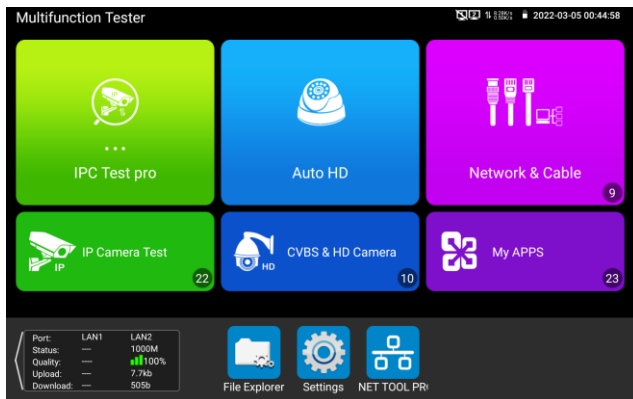 Multifunction Tester
2022-03-05 00:44:58
IPC Test pro
Auto HD
Network & Cable
9
IP
IP Camera Test
22
HD
CVBS & HD Camera
10
My APPS
23
Port: LAN1 LAN2
Status: --- 1000M
Quality: ---- 100%
Upload: --- 7.7kb
Download: --- 505b
File Explorer
Settings
NET TOOL PR